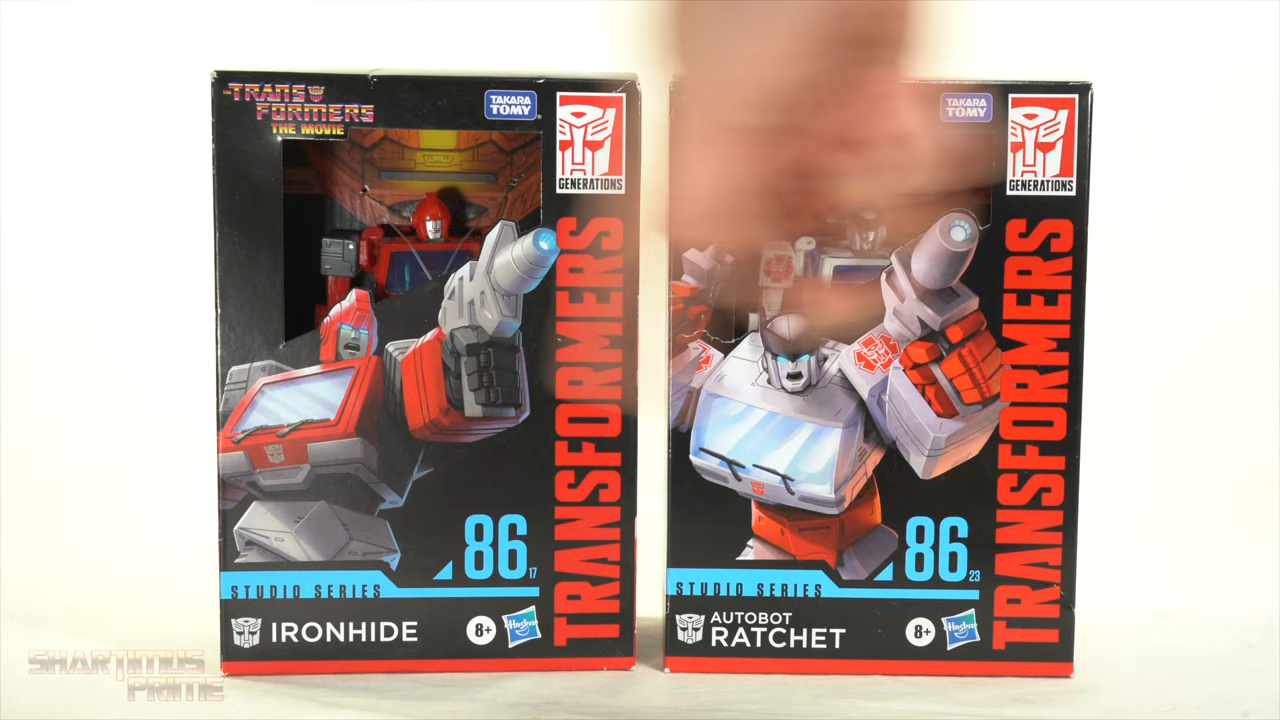 TRANSFORMERS
THE MOVIE
TAKARA
TOMY
GENERATIONS
TRANSFORMERS
86
17
STUDIO SERIES
IRONHIDE
8+
Hasbro
TAKARA
TOMY
GENERATIONS
TRANSFORMERS
86
23
STUDIO SERIES
AUTOBOT
RATCHET
8+
Hasbro
SHARTIMUS
PRIME